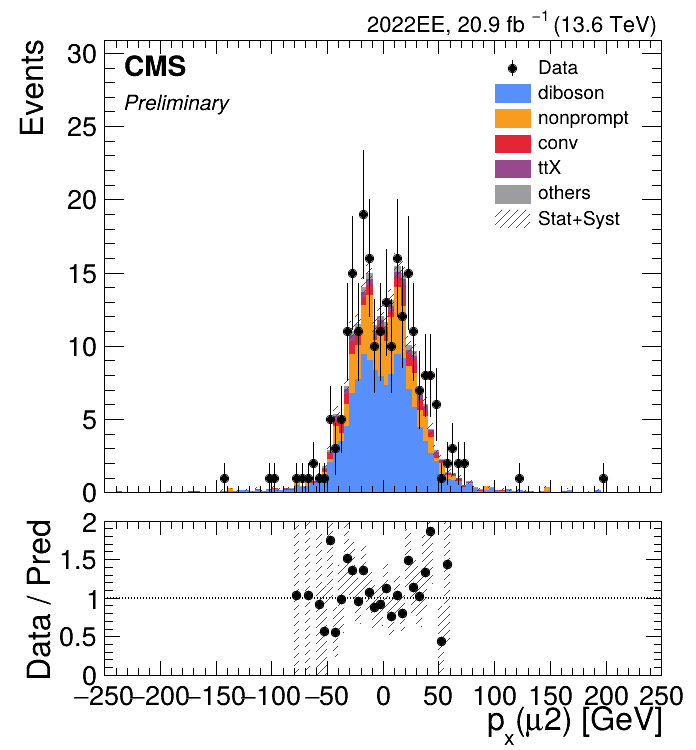 2022EE, 20.9 fb⁻¹ (13.6 TeV)
CMS
Preliminary
Events
30
25
20
15
10
5
0
Data
diboson
nonprompt
conv
ttX
others
Stat+Syst
Data / Pred
2
1.5
1
0.5
0
−250 −200 −150 −100 −50 0 50 100 150 200 250
pₓ(μ2) [GeV]